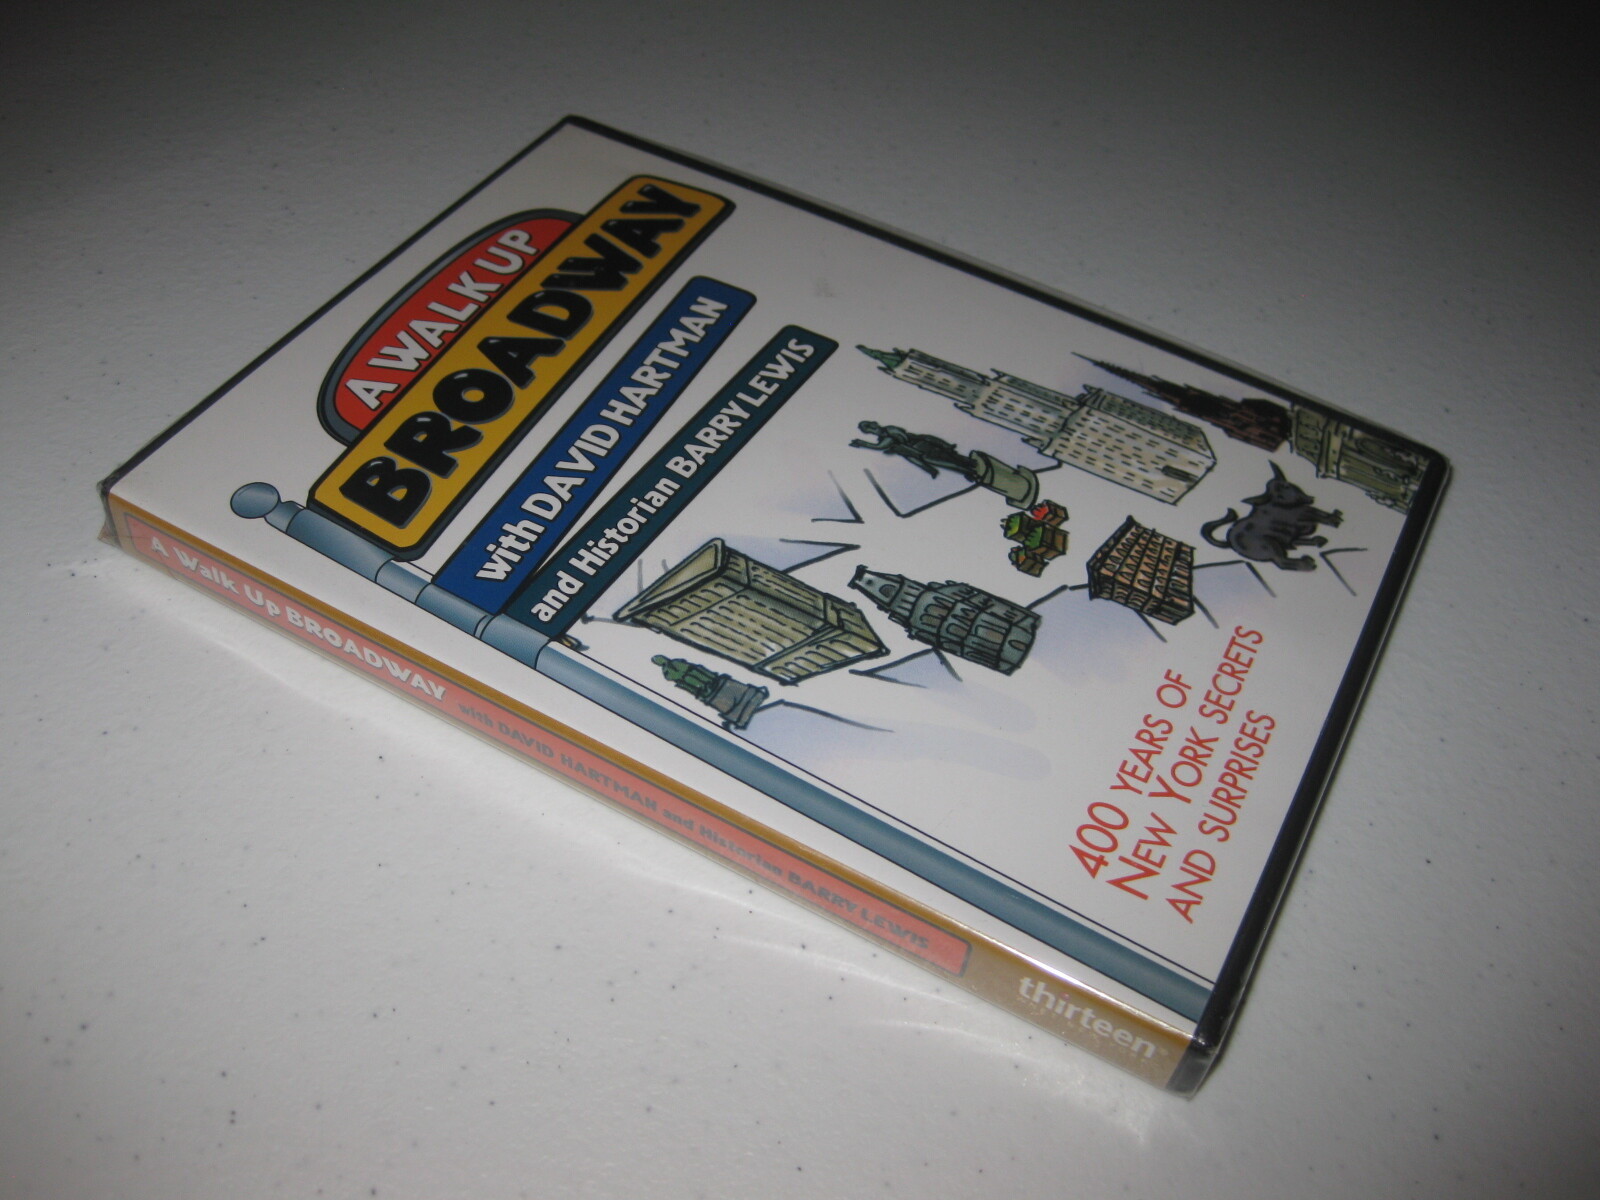 A WALK UP
BROADWAY
with DAVID HARTMAN
and Historian BARRY LEWIS
400 YEARS OF
NEW YORK SECRETS
AND SURPRISES
A Walk Up BROADWAY with DAVID HARTMAN and Historian BARRY LEWIS
thirteen